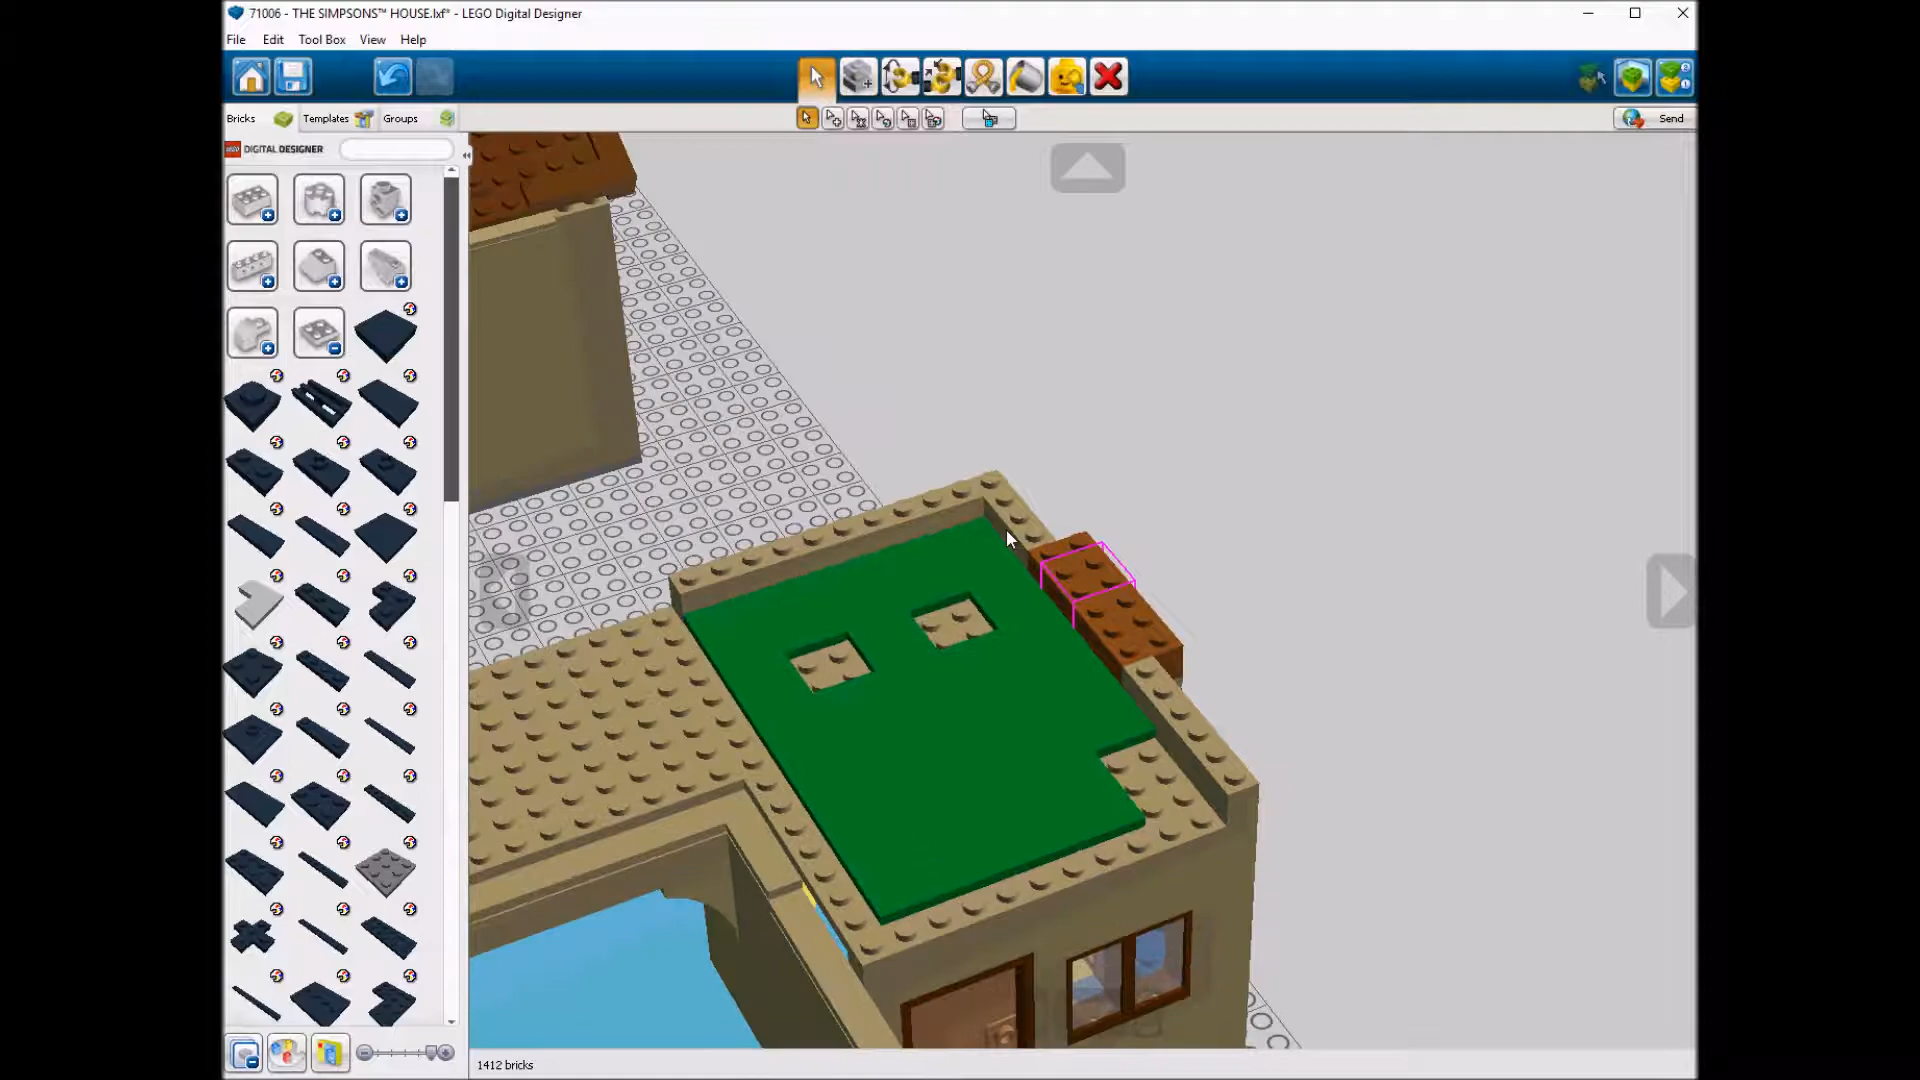 71006 - THE SIMPSONS™ HOUSE.lxf* - LEGO Digital Designer
File Edit Tool Box View Help
Bricks Templates Groups Send
LEGO DIGITAL DESIGNER
1412 bricks